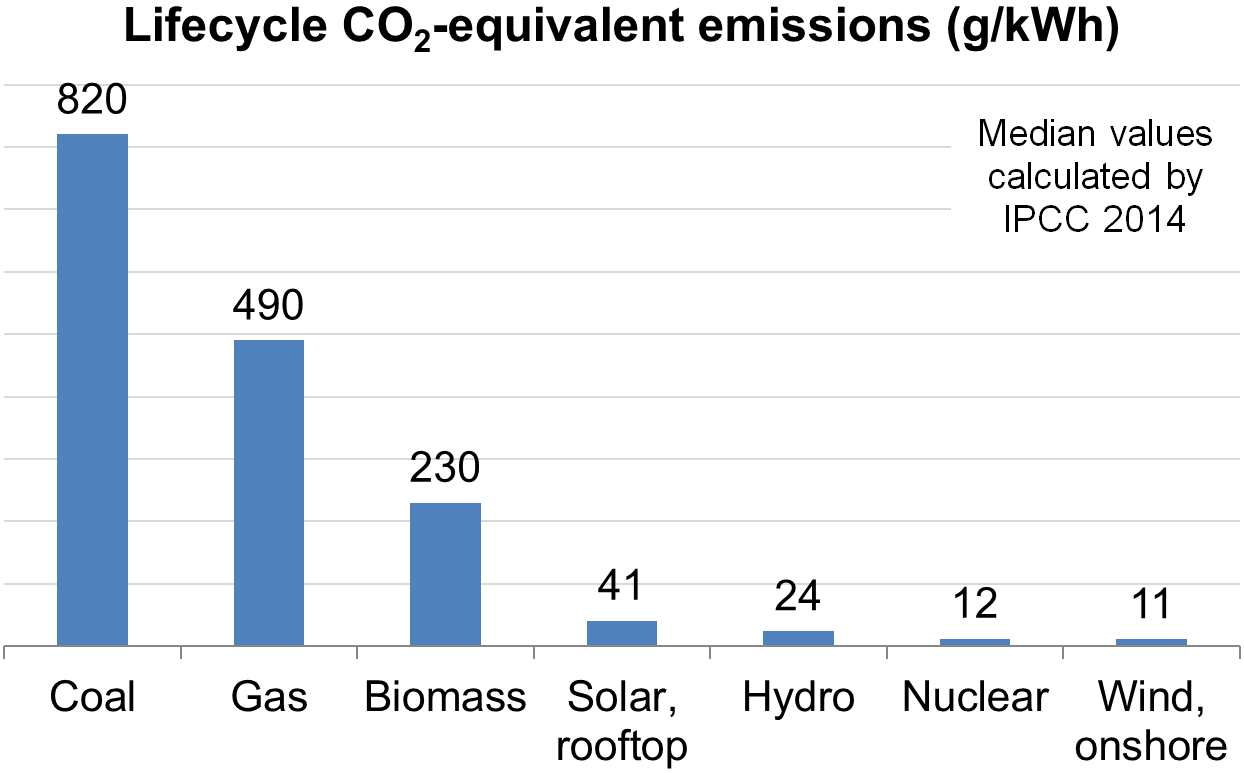 Lifecycle CO₂-equivalent emissions (g/kWh)
820
Median values
calculated by
IPCC 2014
490
230
41
24
12
11
Coal
Gas
Biomass
Solar,
rooftop
Hydro
Nuclear
Wind,
onshore